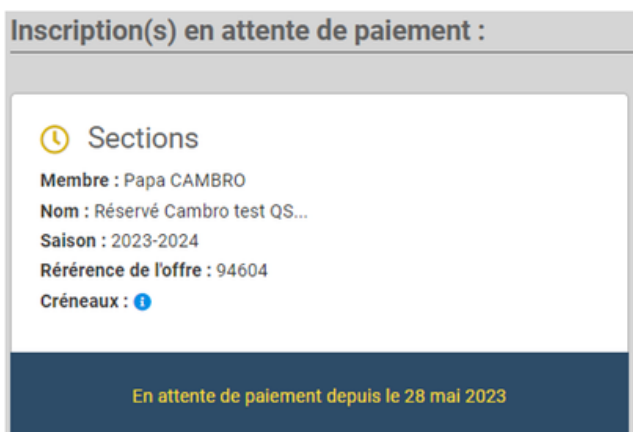 Inscription(s) en attente de paiement :
Sections
Membre : Papa CAMBRO
Nom : Réservé Cambro test QS...
Saison : 2023-2024
Rérérence de l'offre : 94604
Créneaux :
En attente de paiement depuis le 28 mai 2023